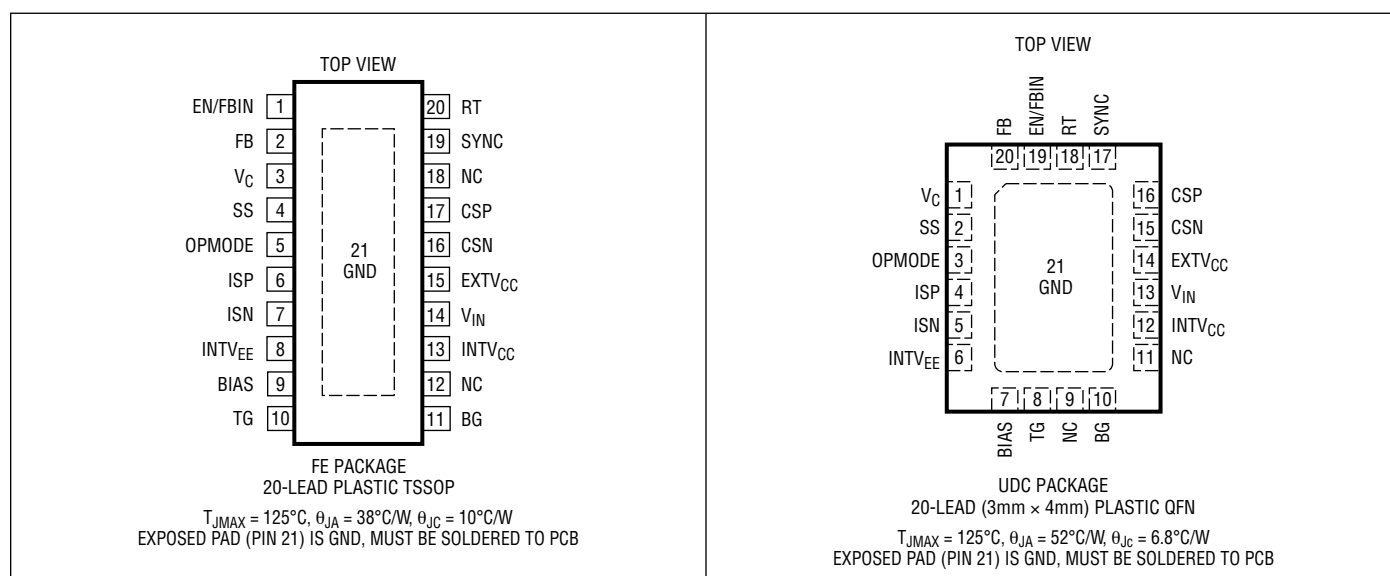 TOP VIEW
EN/FBIN 1
FB 2
VC 3
SS 4
OPMODE 5
ISP 6
ISN 7
INTVEE 8
BIAS 9
TG 10
20 RT
19 SYNC
18 NC
17 CSP
16 CSN
15 EXTVCC
14 VIN
13 INTVCC
12 NC
11 BG
21
GND
FE PACKAGE
20-LEAD PLASTIC TSSOP
TJMAX = 125°C, θJA = 38°C/W, θJC = 10°C/W
EXPOSED PAD (PIN 21) IS GND, MUST BE SOLDERED TO PCB
TOP VIEW
FB
EN/FBIN
RT
SYNC
20 19 18 17
VC 1
SS 2
OPMODE 3
ISP 4
ISN 5
INTVEE 6
16 CSP
15 CSN
14 EXTVCC
13 VIN
12 INTVCC
11 NC
21
GND
7 8 9 10
BIAS
TG
NC
BG
UDC PACKAGE
20-LEAD (3mm × 4mm) PLASTIC QFN
TJMAX = 125°C, θJA = 52°C/W, θJc = 6.8°C/W
EXPOSED PAD (PIN 21) IS GND, MUST BE SOLDERED TO PCB